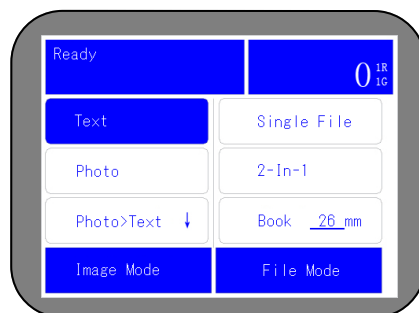 Ready
0 1R
1G
Text Single File
Photo 2-In-1
Photo>Text ↓ Book 26 mm
Image Mode File Mode